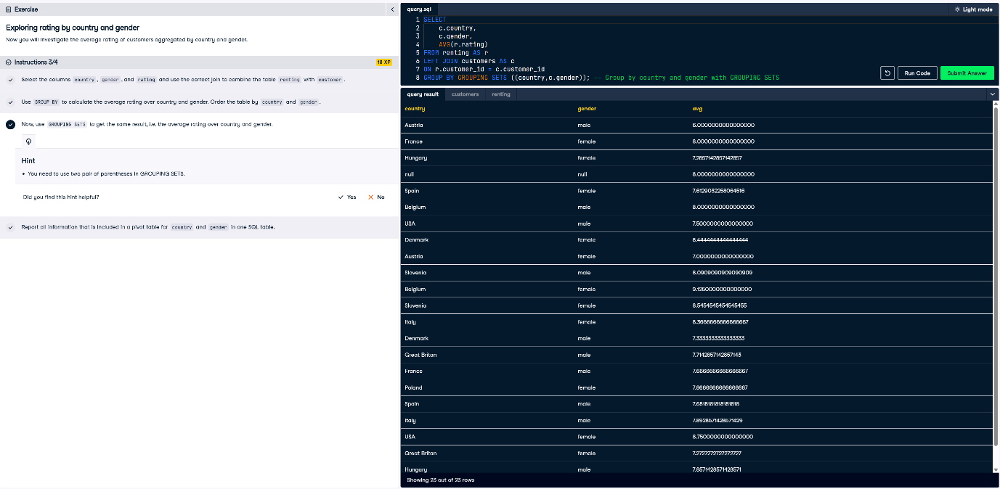 Exercise
Exploring rating by country and gender
Now you will investigate the average rating of customers aggregated by country and gender.
Instructions 3/4
18 XP
Select the columns country, gender, and rating and use the correct join to combine the table renting with customer.
Use GROUP BY to calculate the average rating over country and gender. Order the table by country and gender.
Now, use GROUPING SETS to get the same result, i.e. the average rating over country and gender.
Hint
• You need to use two pair of parentheses in GROUPING SETS.
Did you find this hint helpful?
Yes
No
Report all information that is included in a pivot table for country and gender in one SQL table.
query.sql
Light mode
1 SELECT
2 c.country,
3 c.gender,
4 AVG(r.rating)
5 FROM renting AS r
6 LEFT JOIN customers AS c
7 ON r.customer_id = c.customer_id
8 GROUP BY GROUPING SETS ((country,c.gender)); -- Group by country and gender with GROUPING SETS
Run Code
Submit Answer
query result customers renting
country gender avg
Austria male 6.0000000000000000
France female 8.0000000000000000
Hungary female 7.2857142857142857
null null 8.0000000000000000
Spain female 7.6129032258064516
Belgium male 8.0000000000000000
USA male 7.5000000000000000
Denmark female 8.4444444444444444
Austria female 7.0000000000000000
Slovenia male 8.0909090909090909
Belgium female 9.1250000000000000
Slovenia female 8.5454545454545455
Italy female 8.3666666666666667
Denmark male 7.3333333333333333
Great Britan male 7.7142857142857143
France male 7.6666666666666667
Poland female 7.8666666666666667
Spain male 7.6818181818181818
Italy male 7.8928571428571429
USA female 8.7500000000000000
Great Britan female 7.2727272727272727
Hungary male 7.8571428571428571
Showing 23 out of 23 rows